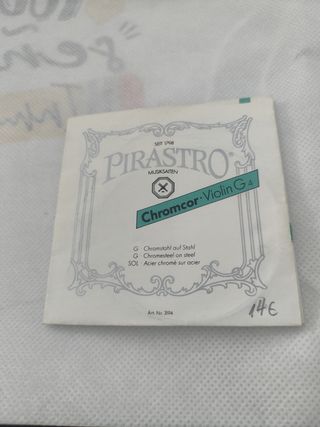 SEIT 1798
PIRASTRO®
MUSIKSAITEN
Chromcor · Violin G 4
G Chromstahl auf Stahl
G Chromesteel on steel
SOL Acier chromé sur acier
Art. Nr. 3194
14€